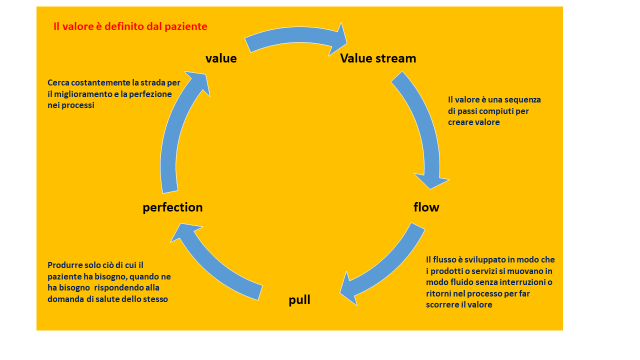 Il valore è definito dal paziente
value
Value stream
Cerca costantemente la strada per
il miglioramento e la perfezione
nei processi
Il valore è una sequenza
di passi compiuti per
creare valore
perfection
flow
Produrre solo ciò di cui il
paziente ha bisogno, quando ne
ha bisogno rispondendo alla
domanda di salute dello stesso
Il flusso è sviluppato in modo che
i prodotti o servizi si muovano in
modo fluido senza interruzioni o
ritorni nel processo per far
scorrere il valore
pull